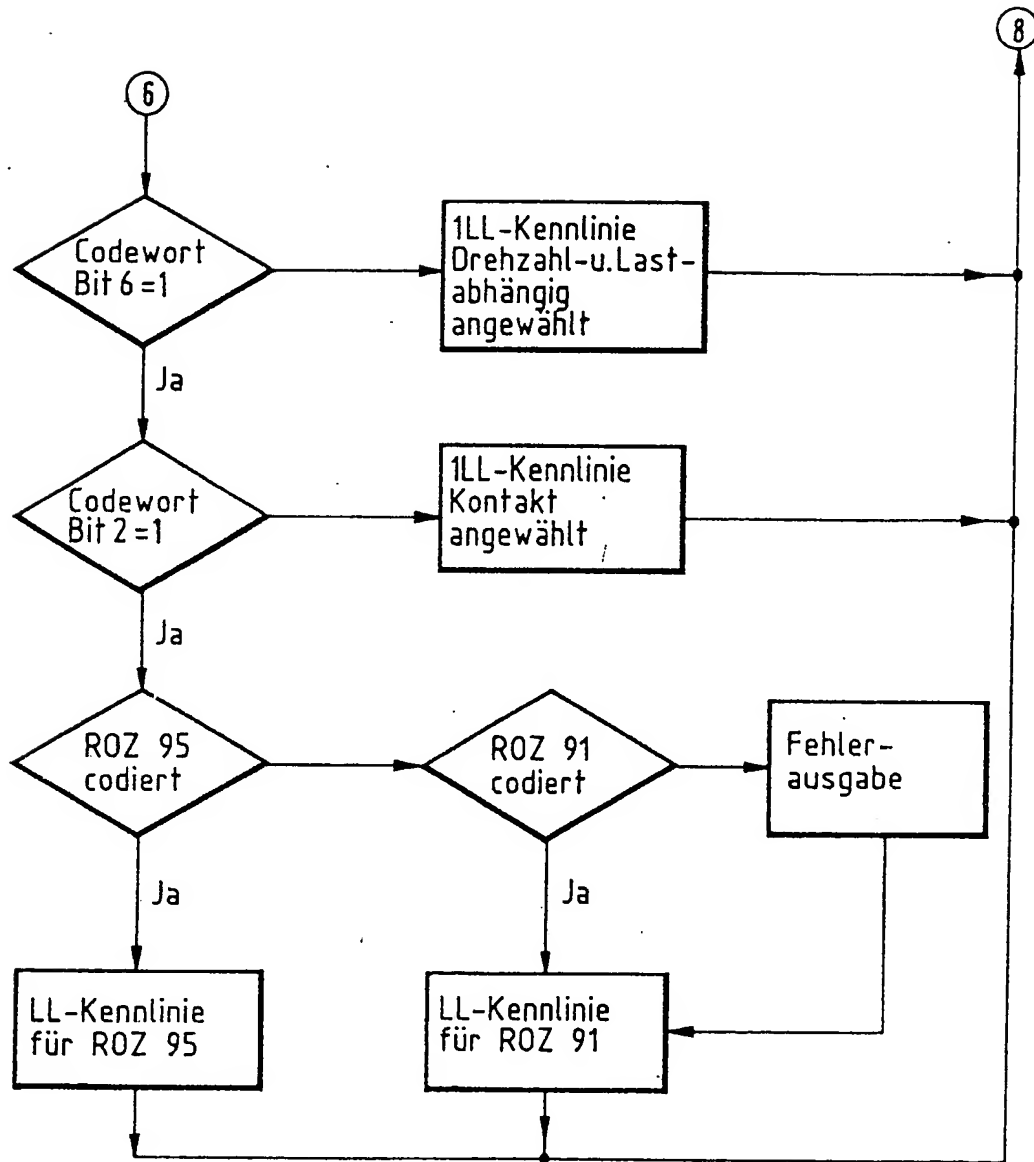 8
6
Codewort
Bit 6=1
1LL-Kennlinie
Drehzahl-u.Last-
abhängig
angewählt
Ja
Codewort
Bit 2=1
1LL-Kennlinie
Kontakt
angewählt
Ja
ROZ 95
codiert
ROZ 91
codiert
Fehler-
ausgabe
Ja
Ja
LL-Kennlinie
für ROZ 95
LL-Kennlinie
für ROZ 91